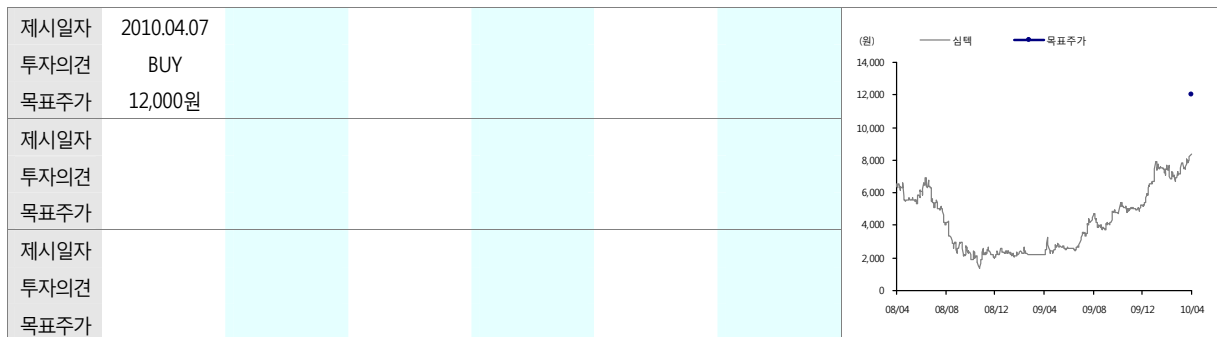 제시일자 2010.04.07
투자의견 BUY
목표주가 12,000원
제시일자
투자의견
목표주가
제시일자
투자의견
목표주가
(원) 심텍 목표주가
14,000
12,000
10,000
8,000
6,000
4,000
2,000
0
08/04 08/08 08/12 09/04 09/08 09/12 10/04